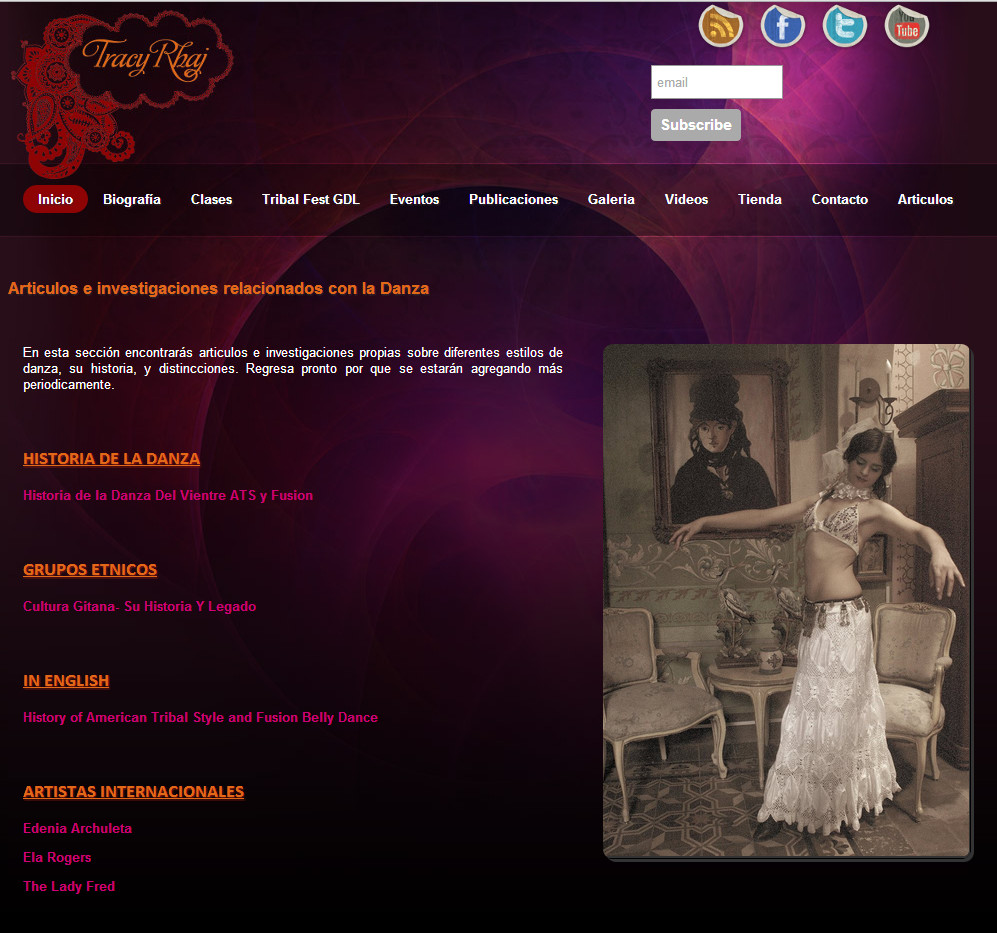 Tracy Rhaj
You
Tube
email
Subscribe
Inicio Biografía Clases Tribal Fest GDL Eventos Publicaciones Galeria Videos Tienda Contacto Articulos
Articulos e investigaciones relacionados con la Danza
En esta sección encontrarás articulos e investigaciones propias sobre diferentes estilos de
danza, su historia, y distincciones. Regresa pronto por que se estarán agregando más
periodicamente.
HISTORIA DE LA DANZA
Historia de la Danza Del Vientre ATS y Fusion
GRUPOS ETNICOS
Cultura Gitana- Su Historia Y Legado
IN ENGLISH
History of American Tribal Style and Fusion Belly Dance
ARTISTAS INTERNACIONALES
Edenia Archuleta
Ela Rogers
The Lady Fred